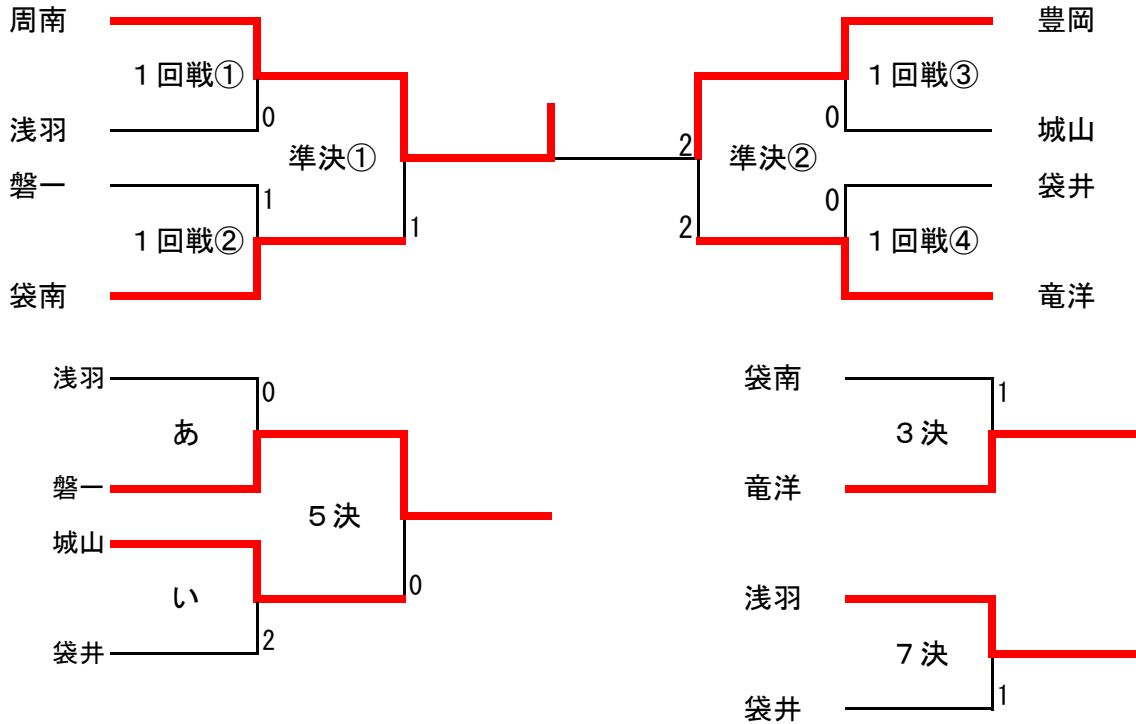 周南
豊岡
1回戦①
1回戦③
浅羽
0
0
城山
準決①
2
準決②
磐一
1
0
袋井
1回戦②
1
2
1回戦④
袋南
竜洋
浅羽
0
袋南
1
あ
3決
磐一
竜洋
5決
城山
い
0
浅羽
袋井
2
7決
1
袋井